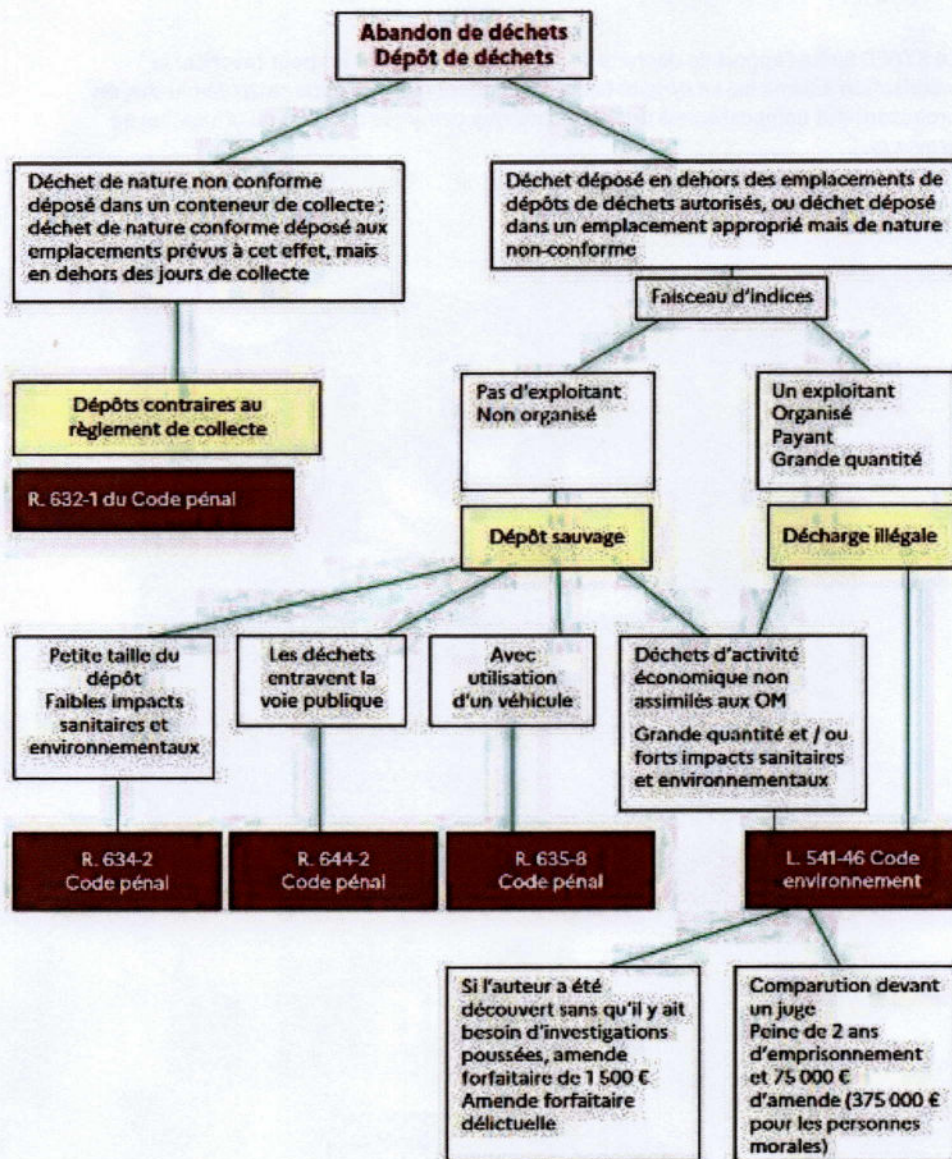 Abandon de déchets
Dépôt de déchets
Déchet de nature non conforme
déposé dans un conteneur de collecte ;
déchet de nature conforme déposé aux
emplacements prévus à cet effet, mais
en dehors des jours de collecte
Déchet déposé en dehors des emplacements de
dépôts de déchets autorisés, ou déchet déposé
dans un emplacement approprié mais de nature
non-conforme
Faisceau d'indices
Dépôts contraires au
règlement de collecte
R. 632-1 du Code pénal
Pas d'exploitant
Non organisé
Un exploitant
Organisé
Payant
Grande quantité
Dépôt sauvage
Décharge illégale
Petite taille du
dépôt
Faibles impacts
sanitaires et
environnementaux
Les déchets
entravent la
voie publique
Avec
utilisation
d'un véhicule
Déchets d'activité
économique non
assimilés aux OM
Grande quantité et / ou
forts impacts sanitaires
et environnementaux
R. 634-2
Code pénal
R. 644-2
Code pénal
R. 635-8
Code pénal
L. 541-46 Code
environnement
Si l'auteur a été
découvert sans qu'il y ait
besoin d'investigations
poussées, amende
forfaitaire de 1 500 €
Amende forfaitaire
délictuelle
Comparution devant
un juge
Peine de 2 ans
d'emprisonnement
et 75 000 €
d'amende (375 000 €
pour les personnes
morales)